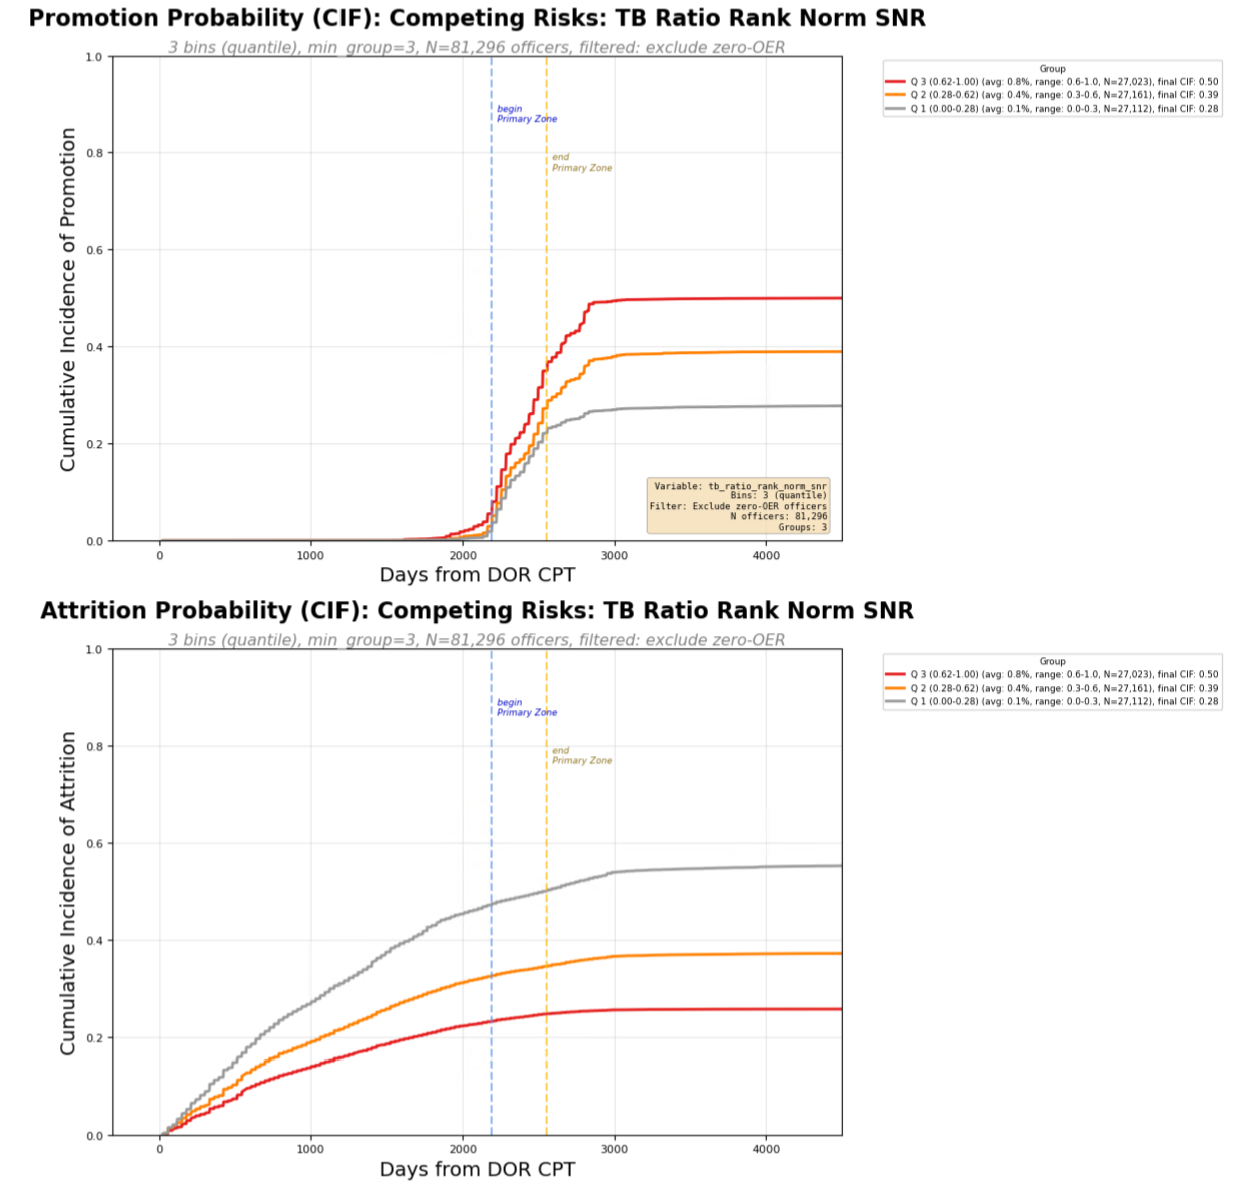 Promotion Probability (CIF): Competing Risks: TB Ratio Rank Norm SNR
3 bins (quantile), min_group=3, N=81,296 officers, filtered: exclude zero-OER
Cumulative Incidence of Promotion
1.0
0.8
0.6
0.4
0.2
0.0
begin
Primary Zone
end
Primary Zone
Variable: tb_ratio_rank_norm_snr
Bins: 3 (quantile)
Filter: Exclude zero-OER officers
N officers: 81,296
Groups: 3
0
1000
2000
3000
4000
Days from DOR CPT
Group
Q 3 (0.62-1.00) (avg: 0.8%, range: 0.6-1.0, N=27,023), final CIF: 0.50
Q 2 (0.28-0.62) (avg: 0.4%, range: 0.3-0.6, N=27,161), final CIF: 0.39
Q 1 (0.00-0.28) (avg: 0.1%, range: 0.0-0.3, N=27,112), final CIF: 0.28
Attrition Probability (CIF): Competing Risks: TB Ratio Rank Norm SNR
3 bins (quantile), min_group=3, N=81,296 officers, filtered: exclude zero-OER
Cumulative Incidence of Attrition
1.0
0.8
0.6
0.4
0.2
0.0
begin
Primary Zone
end
Primary Zone
0
1000
2000
3000
4000
Days from DOR CPT
Group
Q 3 (0.62-1.00) (avg: 0.8%, range: 0.6-1.0, N=27,023), final CIF: 0.50
Q 2 (0.28-0.62) (avg: 0.4%, range: 0.3-0.6, N=27,161), final CIF: 0.39
Q 1 (0.00-0.28) (avg: 0.1%, range: 0.0-0.3, N=27,112), final CIF: 0.28